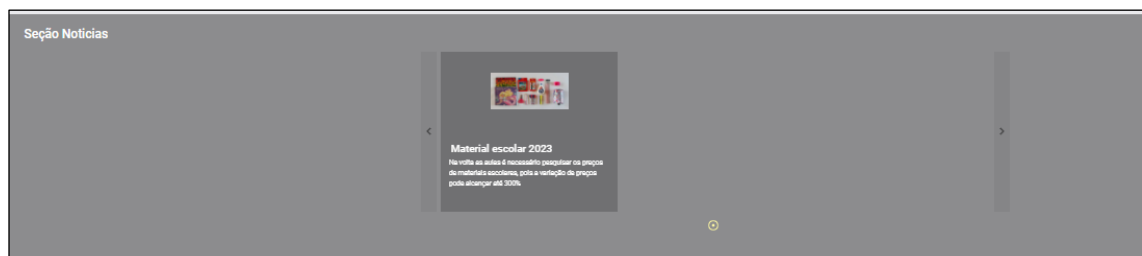 Seção Noticias
Material escolar 2023
Na volta as aulas é necessário pesquisar os preços
de materiais escolares, pois a variação de preços
pode alcançar até 300%